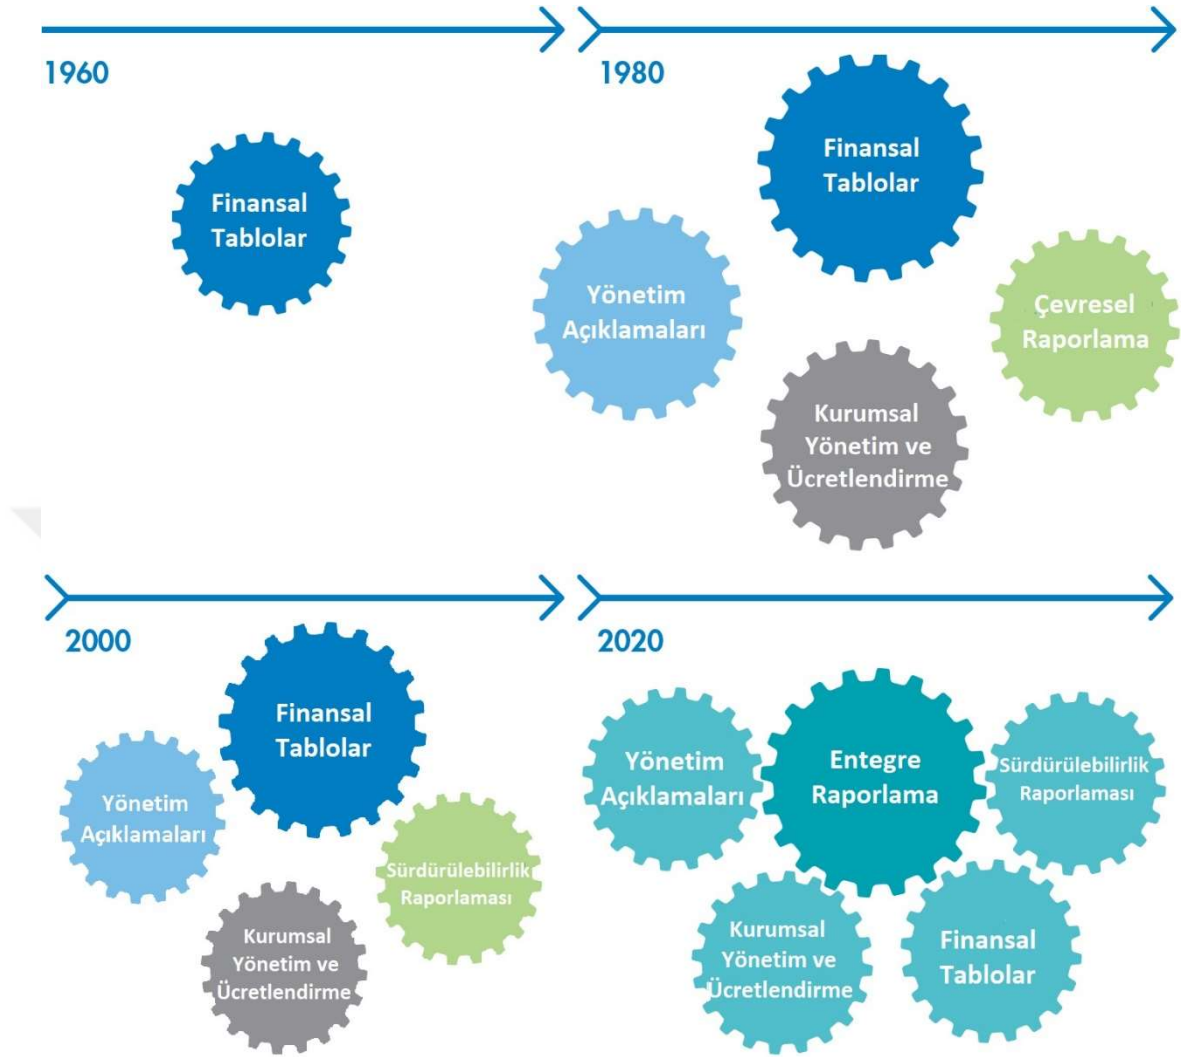 1960
Finansal
Tablolar
1980
Finansal
Tablolar
Yönetim
Açıklamaları
Çevresel
Raporlama
Kurumsal
Yönetim ve
Ücretlendirme
2000
Finansal
Tablolar
Yönetim
Açıklamaları
Sürdürülebilirlik
Raporlaması
Kurumsal
Yönetim ve
Ücretlendirme
2020
Yönetim
Açıklamaları
Entegre
Raporlama
Sürdürülebilirlik
Raporlaması
Kurumsal
Yönetim ve
Ücretlendirme
Finansal
Tablolar